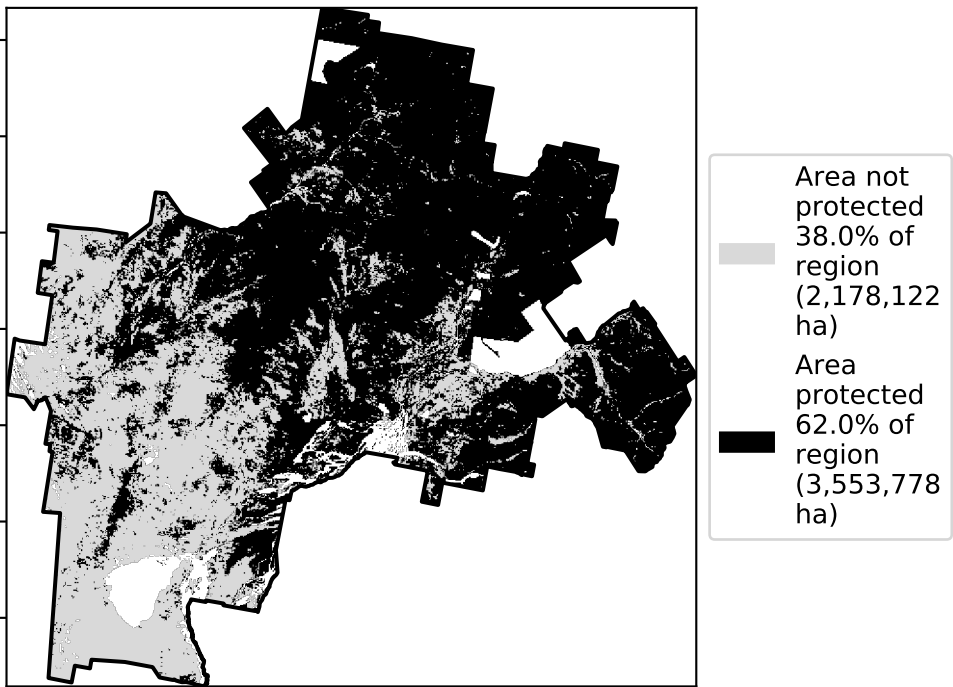 Area not
protected
38.0% of
region
(2,178,122
ha)
Area
protected
62.0% of
region
(3,553,778
ha)